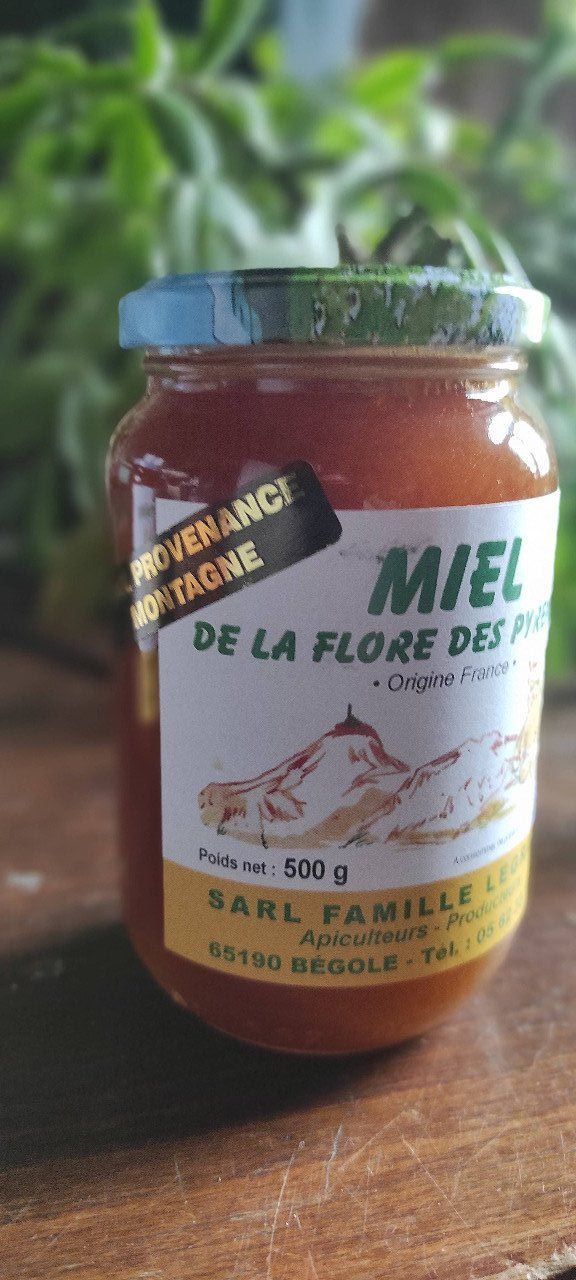 PROVENANCE
MONTAGNE
MIEL
DE LA FLORE DES
• Origine France •
Poids net : 500 g
SARL FAMILLE
Apiculteurs -
65190 BÉGOLE - Tél. : 05 62